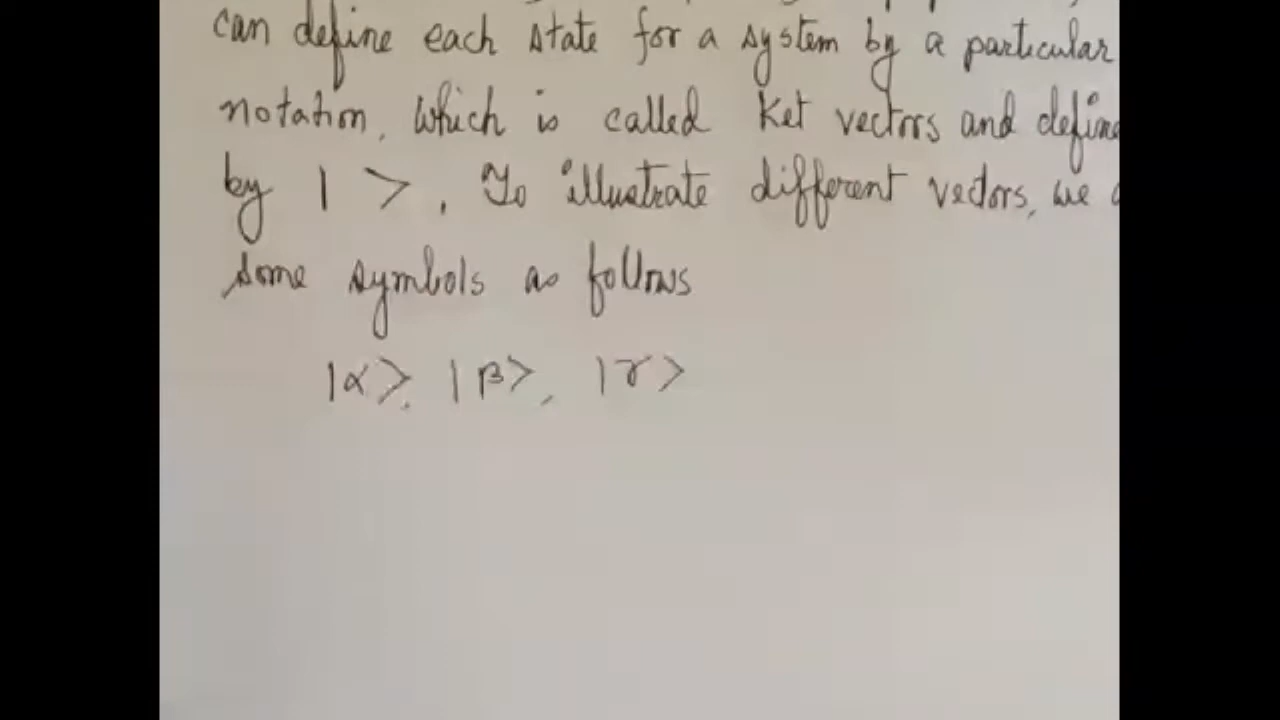 can define each state for a system by a particular
notation, which is called Ket vectors and define
by | >. To illustrate different vectors, we
some symbols as follows
|α>, |β>, |γ>